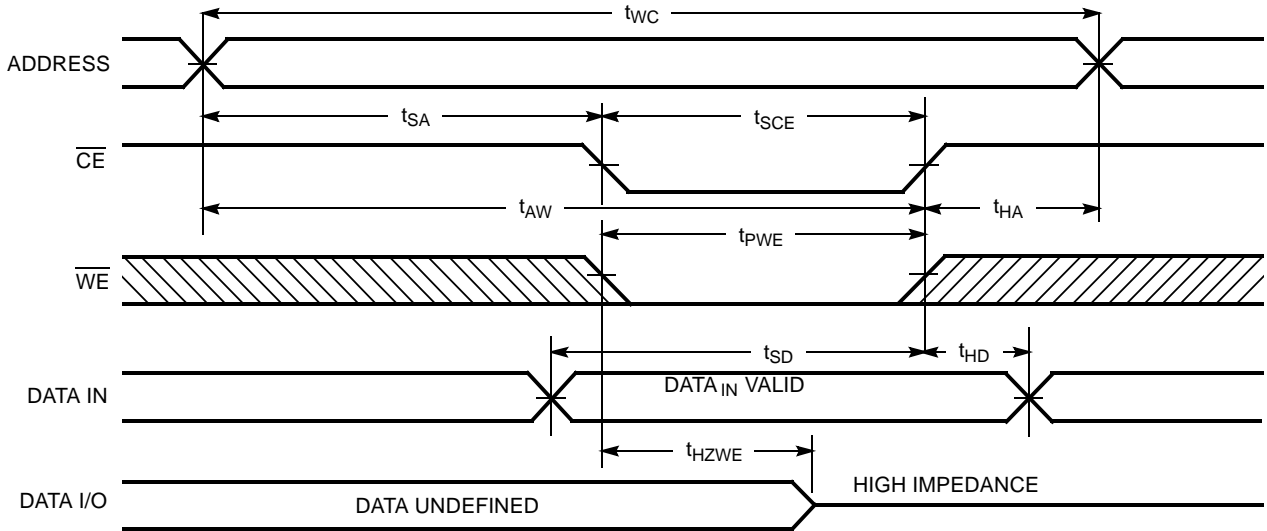 tWC
ADDRESS
tSA
tSCE
CE
tAW
tHA
tPWE
WE
tSD
tHD
DATA IN
DATA IN VALID
tHZWE
DATA I/O
DATA UNDEFINED
HIGH IMPEDANCE